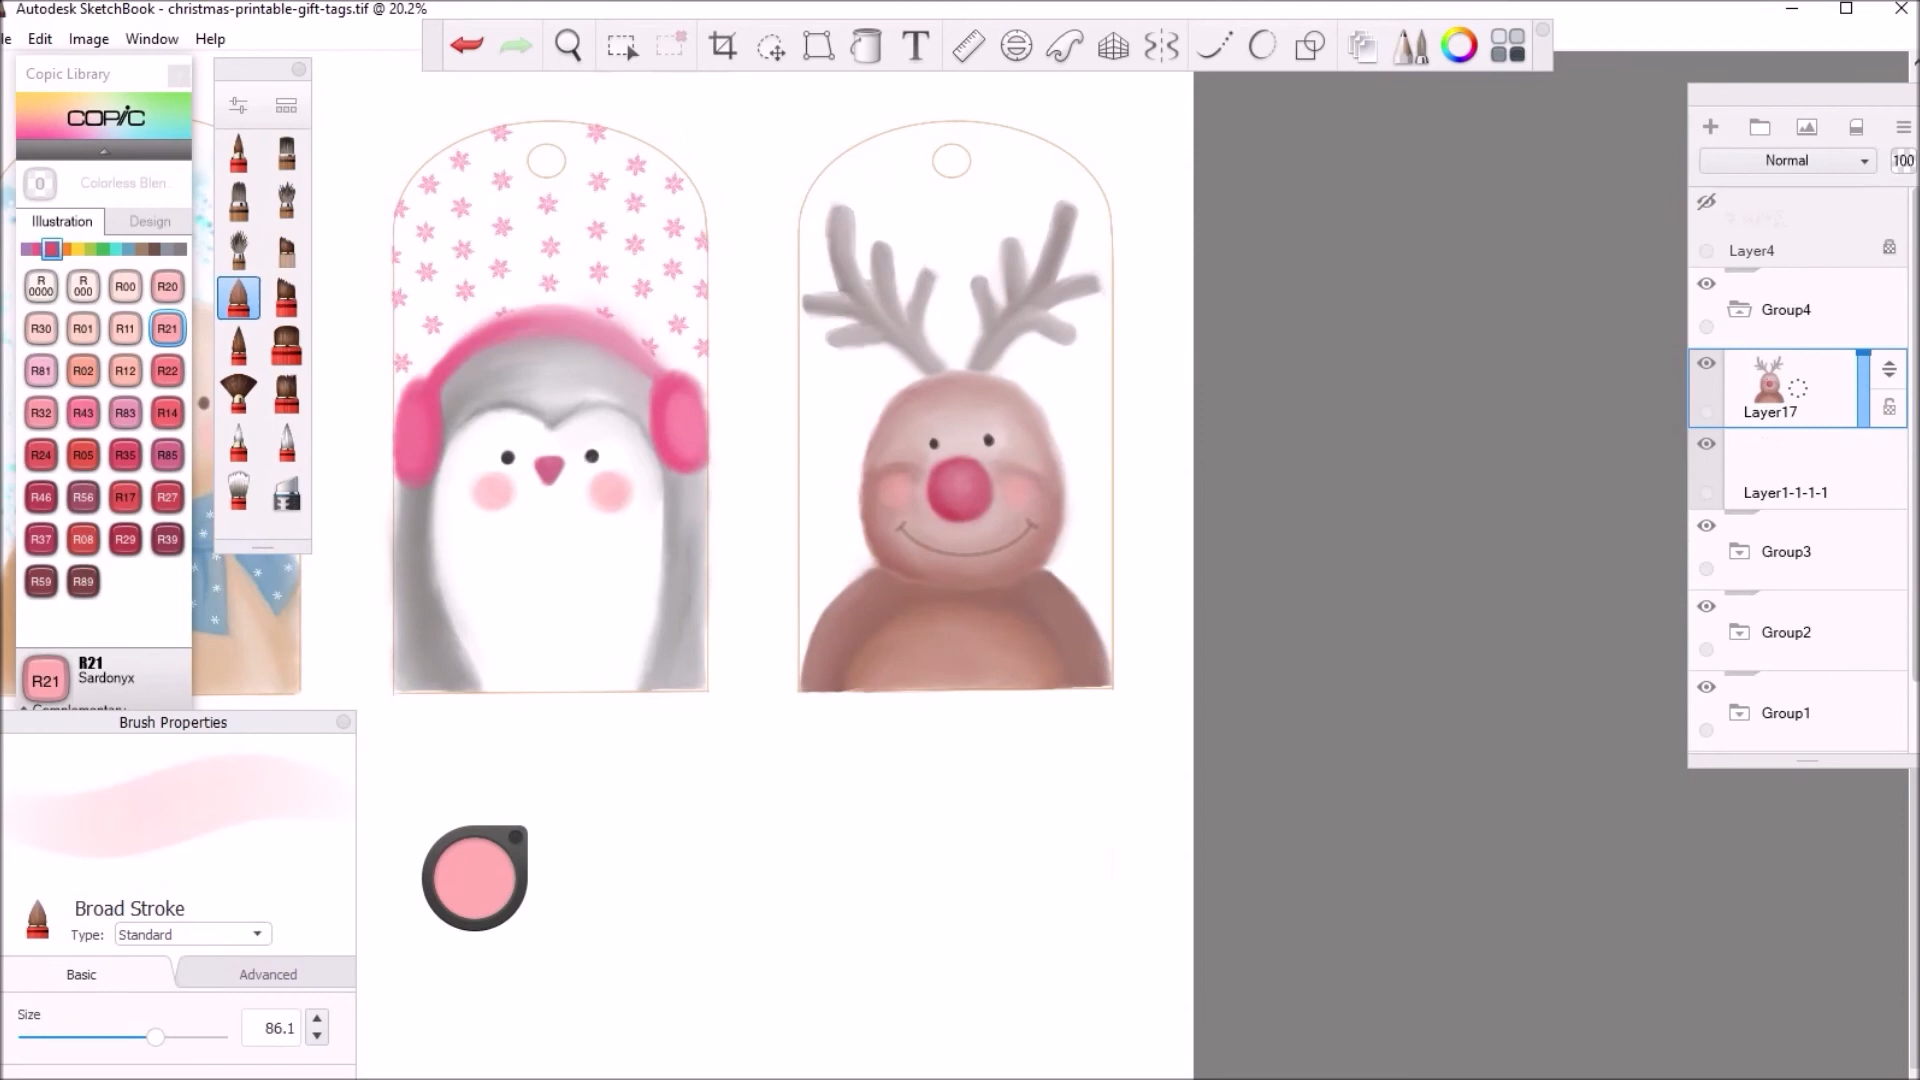 Autodesk SketchBook - christmas-printable-gift-tags.tif @ 20.2%
le Edit Image Window Help
Copic Library
COPIC
0 Colorless Blen.
Illustration Design
R0000 R000 R00 R20
R30 R01 R11 R21
R81 R02 R12 R22
R32 R43 R83 R14
R24 R05 R35 R85
R46 R56 R17 R27
R37 R08 R29 R39
R59 R89
R21 R21
Sardonyx
Complementary
Brush Properties
Broad Stroke
Type: Standard
Basic Advanced
Size
86.1
T
Normal 100
Layer4
Group4
Layer17
Layer1-1-1-1
Group3
Group2
Group1